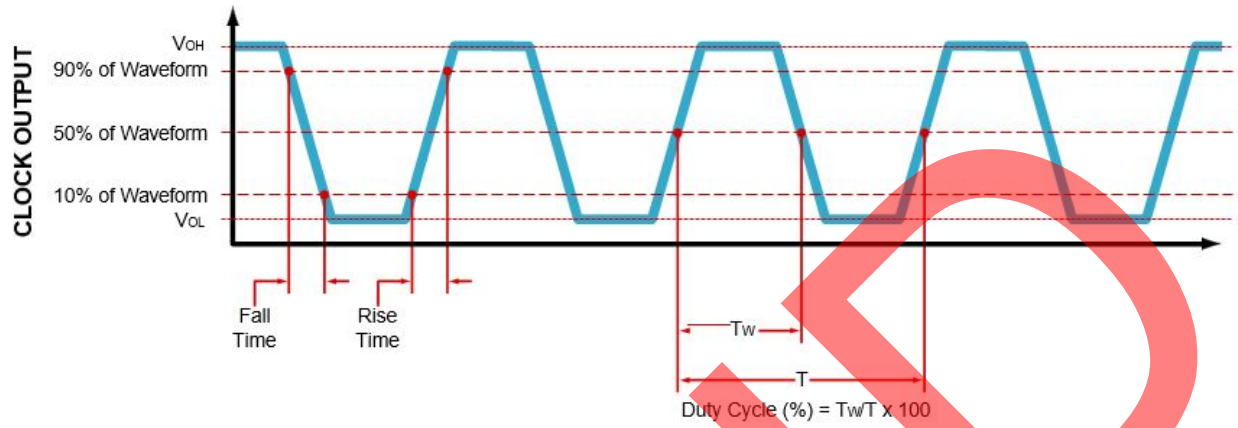 CLOCK OUTPUT
VOH
90% of Waveform
50% of Waveform
10% of Waveform
VOL
Fall
Time
Rise
Time
TW
T
Duty Cycle (%) = TW/T x 100